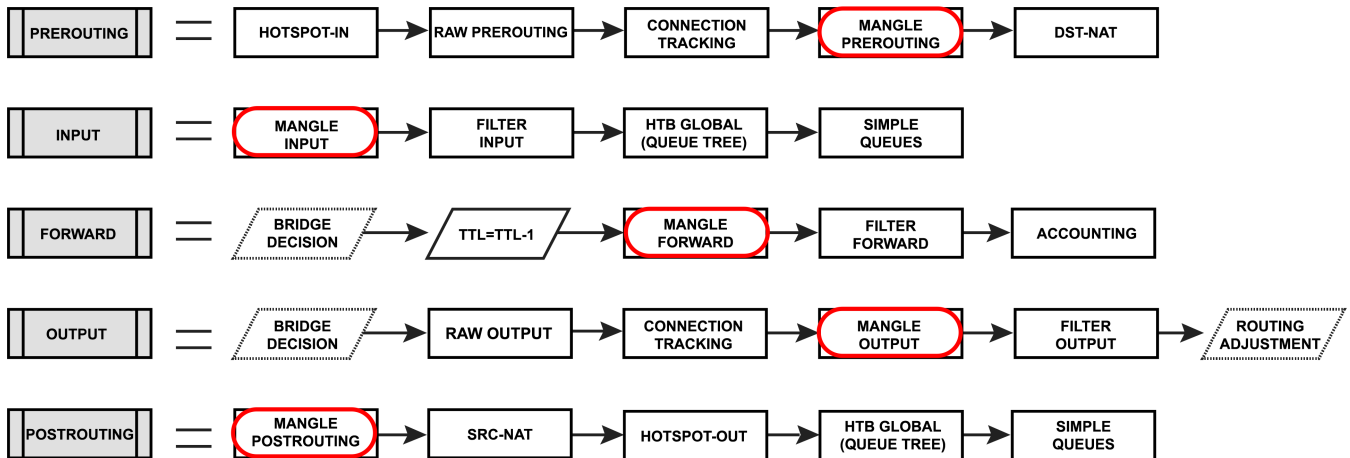 PREROUTING
HOTSPOT-IN
RAW PREROUTING
CONNECTION
TRACKING
MANGLE
PREROUTING
DST-NAT
INPUT
MANGLE
INPUT
FILTER
INPUT
HTB GLOBAL
(QUEUE TREE)
SIMPLE
QUEUES
FORWARD
BRIDGE
DECISION
TTL=TTL-1
MANGLE
FORWARD
FILTER
FORWARD
ACCOUNTING
OUTPUT
BRIDGE
DECISION
RAW OUTPUT
CONNECTION
TRACKING
MANGLE
OUTPUT
FILTER
OUTPUT
ROUTING
ADJUSTMENT
POSTROUTING
MANGLE
POSTROUTING
SRC-NAT
HOTSPOT-OUT
HTB GLOBAL
(QUEUE TREE)
SIMPLE
QUEUES